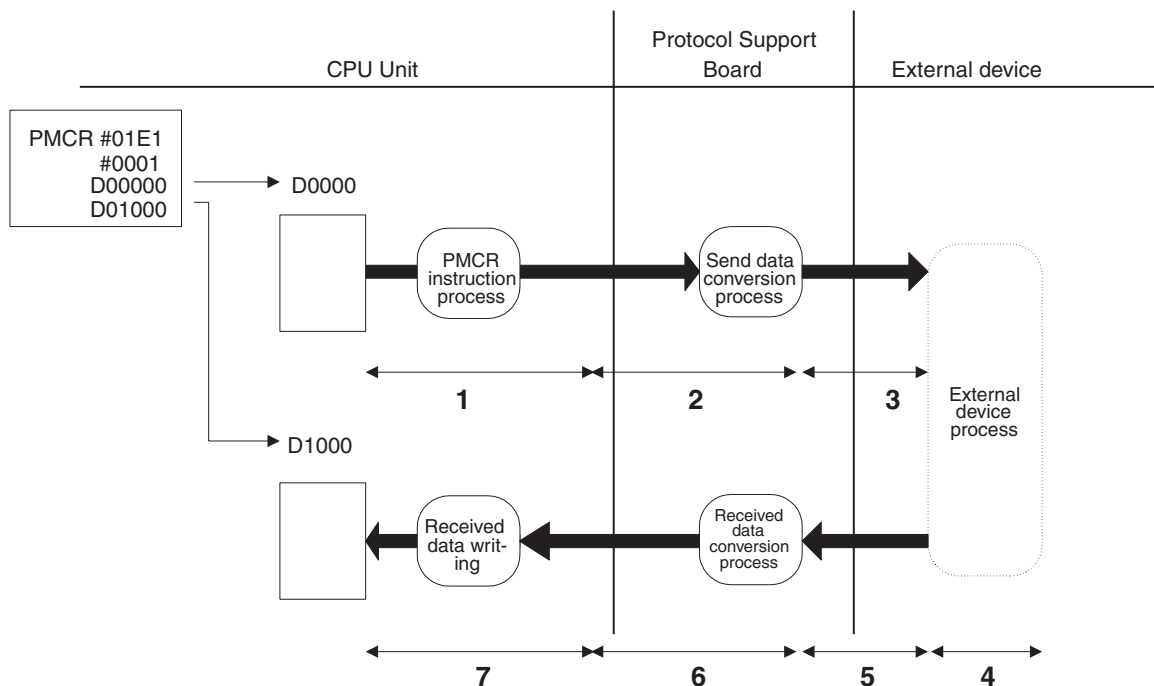 Protocol Support
Board
CPU Unit
External device
PMCR #01E1
#0001
D00000
D01000
D0000
PMCR
instruction
process
Send data
conversion
process
1
2
3
External
device
process
D1000
Received
data writ-
ing
Received
data
conversion
process
7
6
5
4